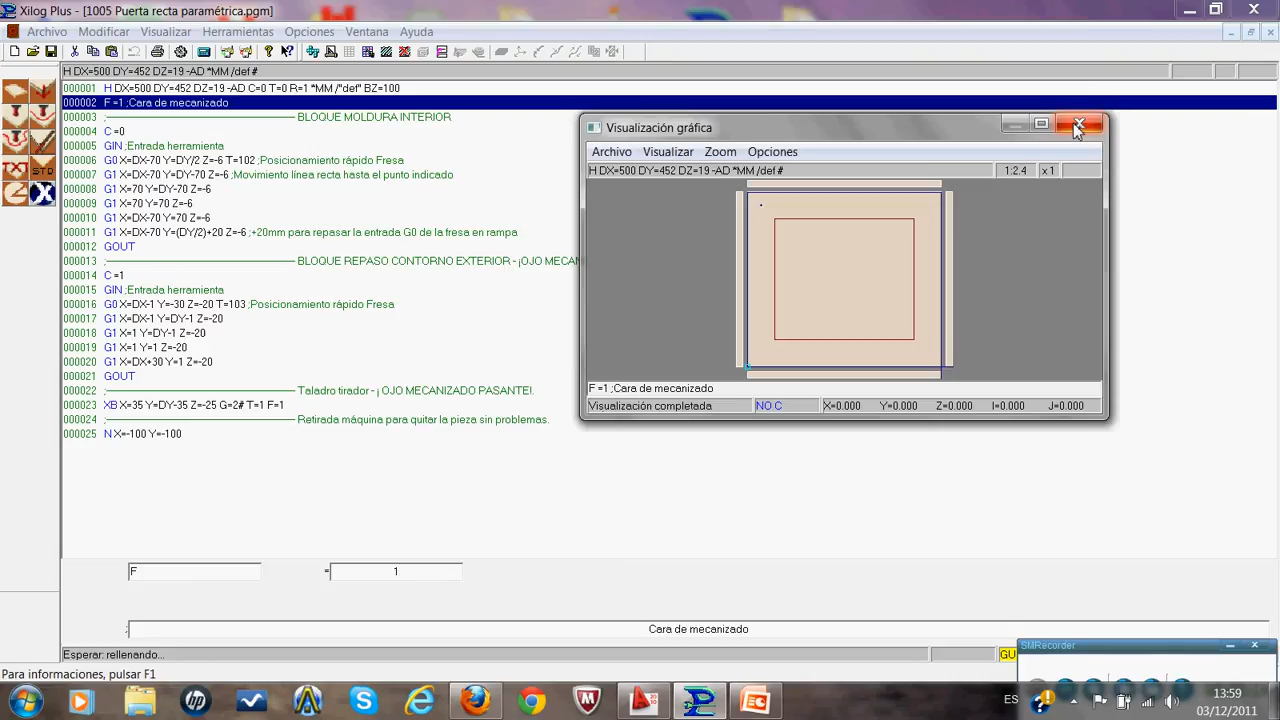 Xilog Plus - [1005 Puerta recta paramétrica.pgm]
Archivo Modificar Visualizar Herramientas Opciones Ventana Ayuda
H DX=500 DY=452 DZ=19 -AD *MM /def #
000001 H DX=500 DY=452 DZ=19 -AD C=0 T=0 R=1 *MM /"def" BZ=100
000002 F =1 ;Cara de mecanizado
000003 ;——————————————— BLOQUE MOLDURA INTERIOR
000004 C =0
000005 GIN ;Entrada herramienta
000006 G0 X=DX-70 Y=DY/2 Z=-6 T=102 ;Posicionamiento rápido Fresa
000007 G1 X=DX-70 Y=DY-70 Z=-6 ;Movimiento línea recta hasta el punto indicado
000008 G1 X=70 Y=DY-70 Z=-6
000009 G1 X=70 Y=70 Z=-6
000010 G1 X=DX-70 Y=70 Z=-6
000011 G1 X=DX-70 Y=(DY/2)+20 Z=-6 ;+20mm para repasar la entrada G0 de la fresa en rampa
000012 GOUT
000013 ;——————————————— BLOQUE REPASO CONTORNO EXTERIOR - ¡OJO MECAN
000014 C =1
000015 GIN ;Entrada herramienta
000016 G0 X=DX-1 Y=-30 Z=-20 T=103 ;Posicionamiento rápido Fresa
000017 G1 X=DX-1 Y=DY-1 Z=-20
000018 G1 X=1 Y=DY-1 Z=-20
000019 G1 X=1 Y=1 Z=-20
000020 G1 X=DX+30 Y=1 Z=-20
000021 GOUT
000022 ;——————————————— Taladro tirador - ¡ OJO MECANIZADO PASANTE!.
000023 XB X=35 Y=DY-35 Z=-25 G=2# T=1 F=1
000024 ;——————————————— Retirada máquina para quitar la pieza sin problemas.
000025 N X=-100 Y=-100
Visualización gráfica
Archivo Visualizar Zoom Opciones
H DX=500 DY=452 DZ=19 -AD *MM /def # 1:2.4 x 1
F =1 ;Cara de mecanizado
Visualización completada NO C X=0.000 Y=0.000 Z=0.000 I=0.000 J=0.000
F = 1
; Cara de mecanizado
Esperar: rellenando... GU
Para informaciones, pulsar F1
SMRecorder
TXT STD
ES 13:59
03/12/2011